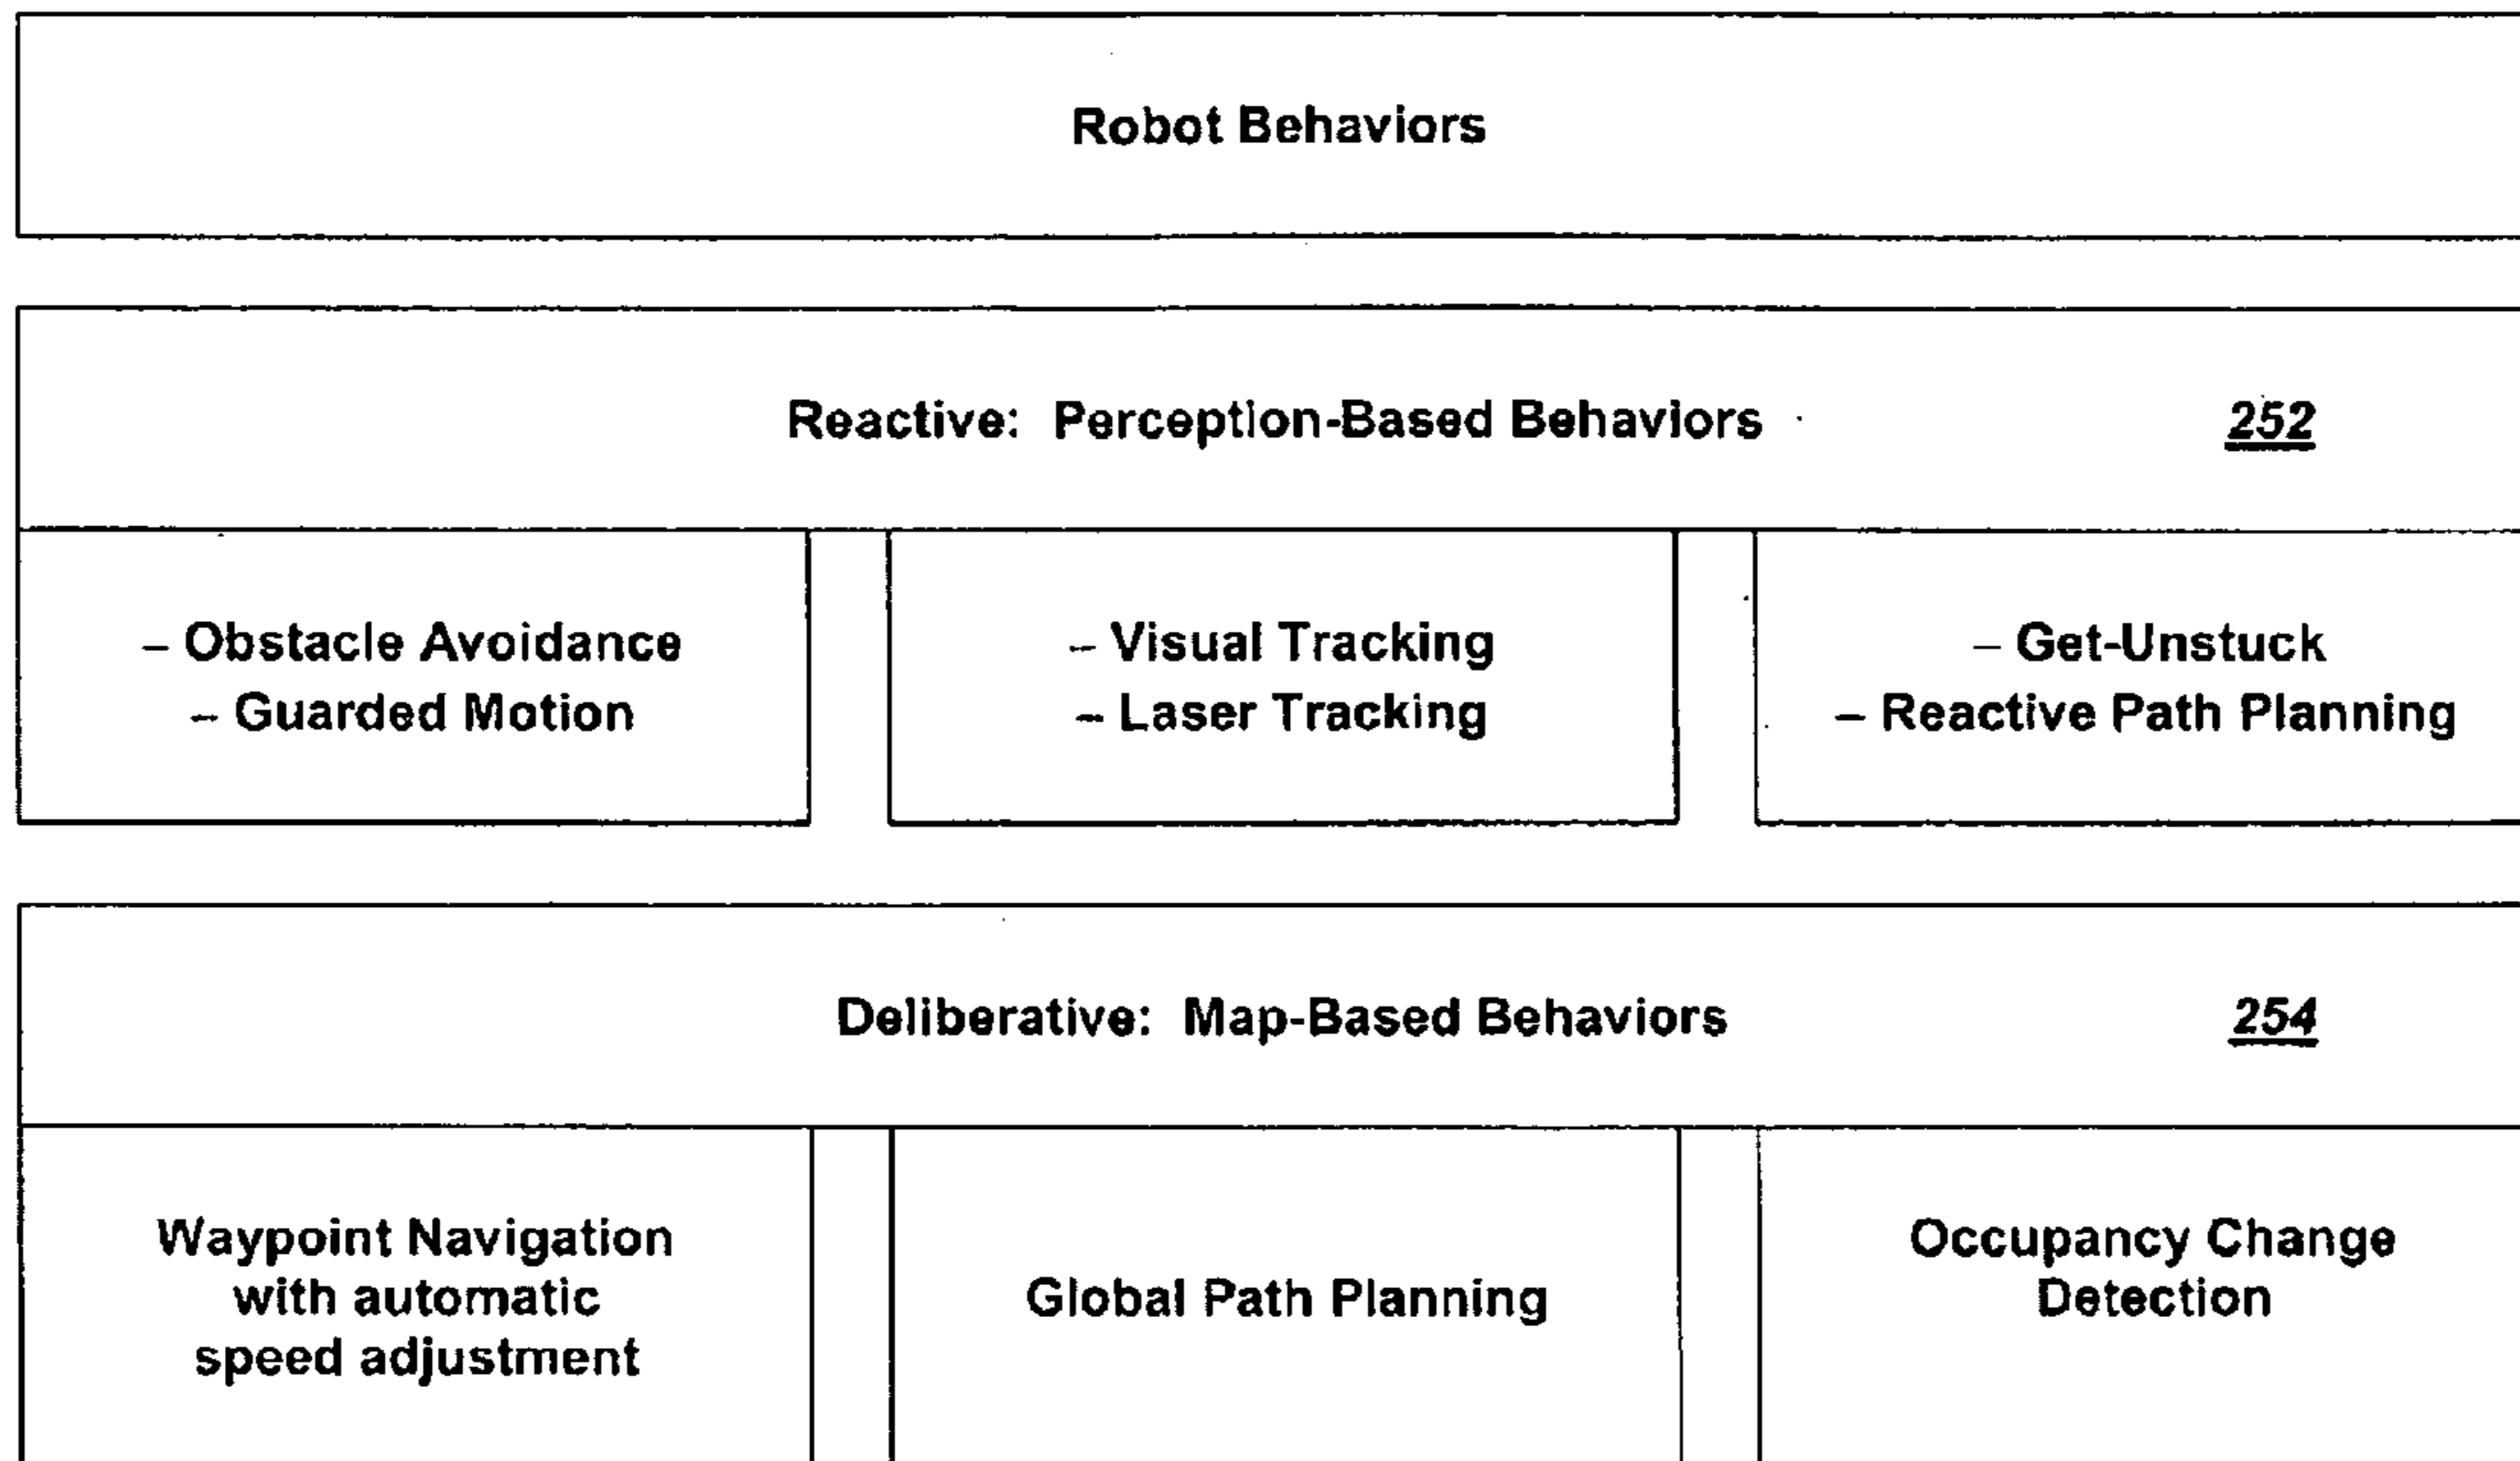 Robot Behaviors
Reactive: Perception-Based Behaviors 252
– Obstacle Avoidance
– Guarded Motion
– Visual Tracking
– Laser Tracking
– Get-Unstuck
– Reactive Path Planning
Deliberative: Map-Based Behaviors 254
Waypoint Navigation
with automatic
speed adjustment
Global Path Planning
Occupancy Change
Detection